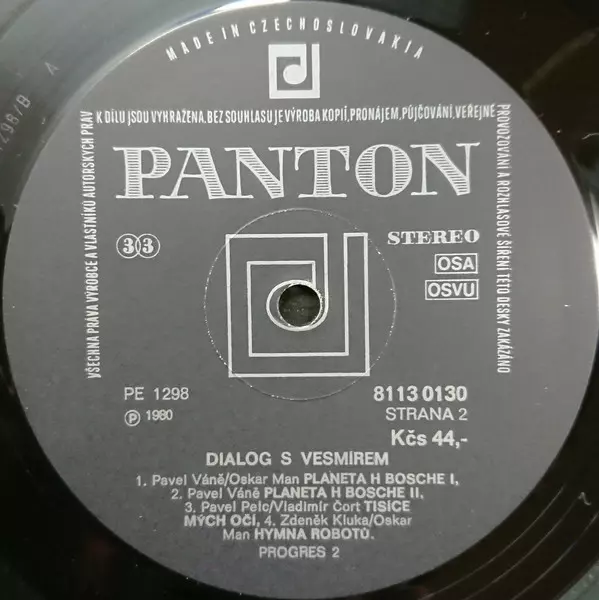 MADE IN CZECHOSLOVAKIA
VŠECHNA PRÁVA VÝROBCE A VLASTNÍKŮ AUTORSKÝCH PRÁV
K DÍLU JSOU VYHRAŽENA, BEZ SOUHLASU JE VÝROBA KOPIÍ, PRONÁJEM, PŮJČOVÁNÍ, VEŘEJNÉ
PROVOZOVÁNÍ A ROZHLASOVÉ ŠÍŘENÍ TÉTO DESKY ZAKÁZÁNO
PANTON
33
STEREO
OSA
OSVU
PE 1298
8113 0130
Ⓟ 1980
STRANA 2
Kčs 44,-
DIALOG S VESMÍREM
1. Pavel Váně/Oskar Man PLANETA H BOSCHE I,
2. Pavel Váně PLANETA H BOSCHE II,
3. Pavel Pelc/Vladimír Čort TISÍCE
MÝCH OČÍ, 4. Zdeněk Kluka/Oskar
Man HYMNA ROBOTŮ.
PROGRES 2